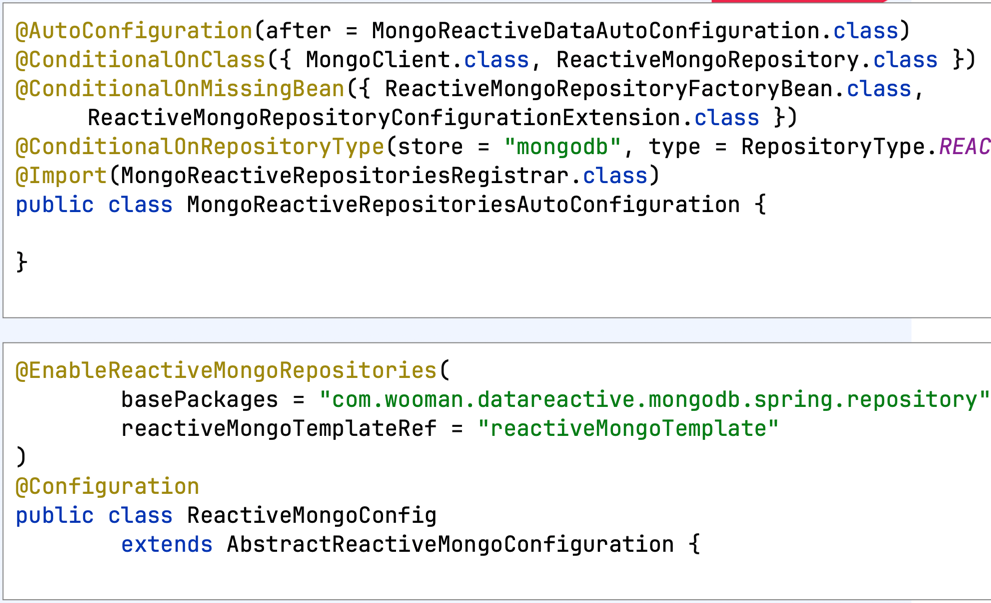 @AutoConfiguration(after = MongoReactiveDataAutoConfiguration.class)
@ConditionalOnClass({ MongoClient.class, ReactiveMongoRepository.class })
@ConditionalOnMissingBean({ ReactiveMongoRepositoryFactoryBean.class,
ReactiveMongoRepositoryConfigurationExtension.class })
@ConditionalOnRepositoryType(store = "mongodb", type = RepositoryType.REAC
@Import(MongoReactiveRepositoriesRegistrar.class)
public class MongoReactiveRepositoriesAutoConfiguration {
}
@EnableReactiveMongoRepositories(
basePackages = "com.wooman.datareactive.mongodb.spring.repository"
reactiveMongoTemplateRef = "reactiveMongoTemplate"
)
@Configuration
public class ReactiveMongoConfig
extends AbstractReactiveMongoConfiguration {